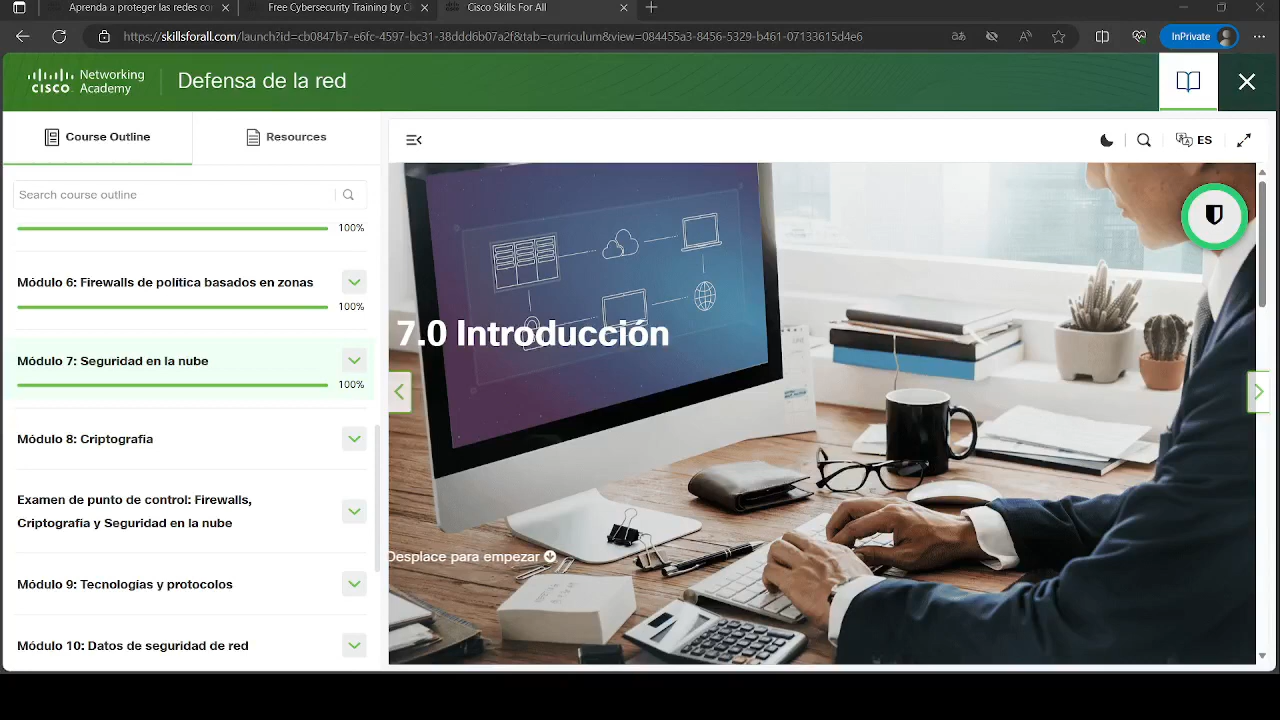 Aprenda a proteger las redes co
Free Cybersecurity Training by C
Cisco Skills For All
https://skillsforall.com/launch?id=cb0847b7-e6fc-4597-bc31-38ddd6b07a2f&tab=curriculum&view=084455a3-8456-5329-b461-07133615d4e6
InPrivate
CISCO Networking Academy
Defensa de la red
Course Outline
Resources
ES
Search course outline
100%
Módulo 6: Firewalls de política basados en zonas
100%
Módulo 7: Seguridad en la nube
100%
Módulo 8: Criptografía
Examen de punto de control: Firewalls,
Criptografía y Seguridad en la nube
Módulo 9: Tecnologías y protocolos
Módulo 10: Datos de seguridad de red
7.0 Introducción
Desplace para empezar